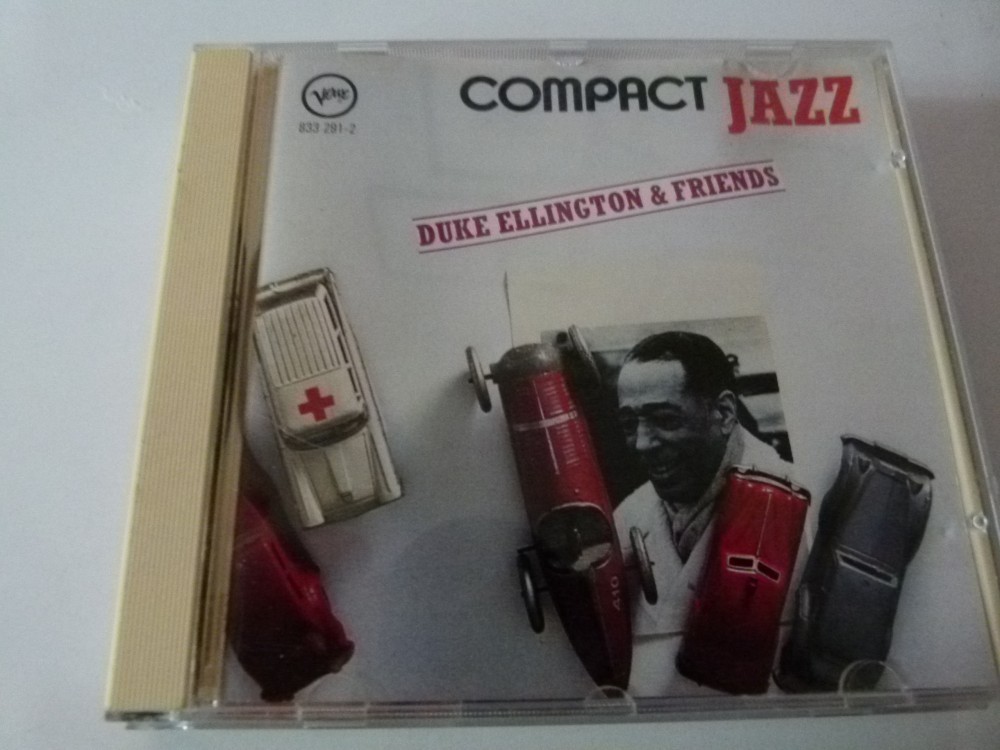 Verve
833 291-2
COMPACT JAZZ
DUKE ELLINGTON & FRIENDS
410